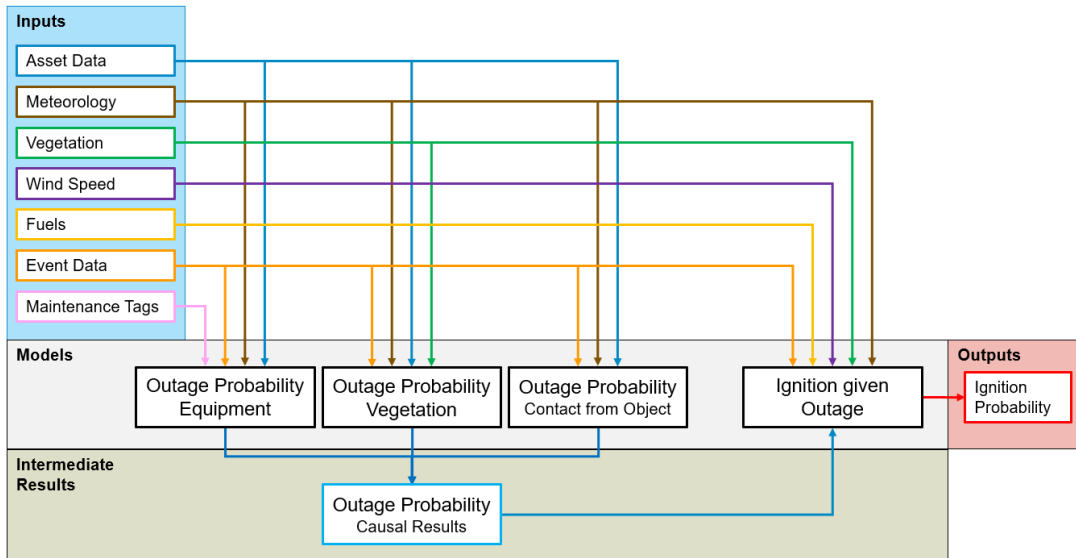 Inputs
Asset Data
Meteorology
Vegetation
Wind Speed
Fuels
Event Data
Maintenance Tags
Models
Outage Probability
Equipment
Outage Probability
Vegetation
Outage Probability
Contact from Object
Ignition given
Outage
Outputs
Ignition
Probability
Intermediate
Results
Outage Probability
Causal Results